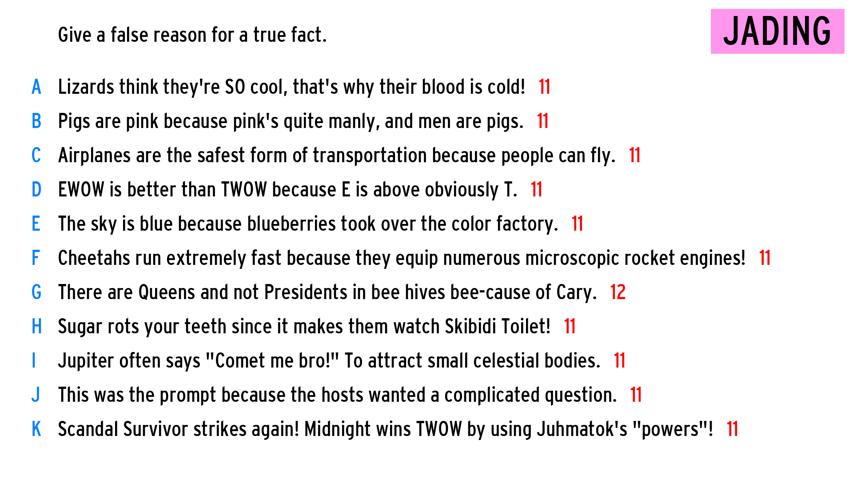 Give a false reason for a true fact.
JADING
A Lizards think they're SO cool, that's why their blood is cold! 11
B Pigs are pink because pink's quite manly, and men are pigs. 11
C Airplanes are the safest form of transportation because people can fly. 11
D EWOW is better than TWOW because E is above obviously T. 11
E The sky is blue because blueberries took over the color factory. 11
F Cheetahs run extremely fast because they equip numerous microscopic rocket engines! 11
G There are Queens and not Presidents in bee hives bee-cause of Cary. 12
H Sugar rots your teeth since it makes them watch Skibidi Toilet! 11
I Jupiter often says "Comet me bro!" To attract small celestial bodies. 11
J This was the prompt because the hosts wanted a complicated question. 11
K Scandal Survivor strikes again! Midnight wins TWOW by using Juhmatok's "powers"! 11